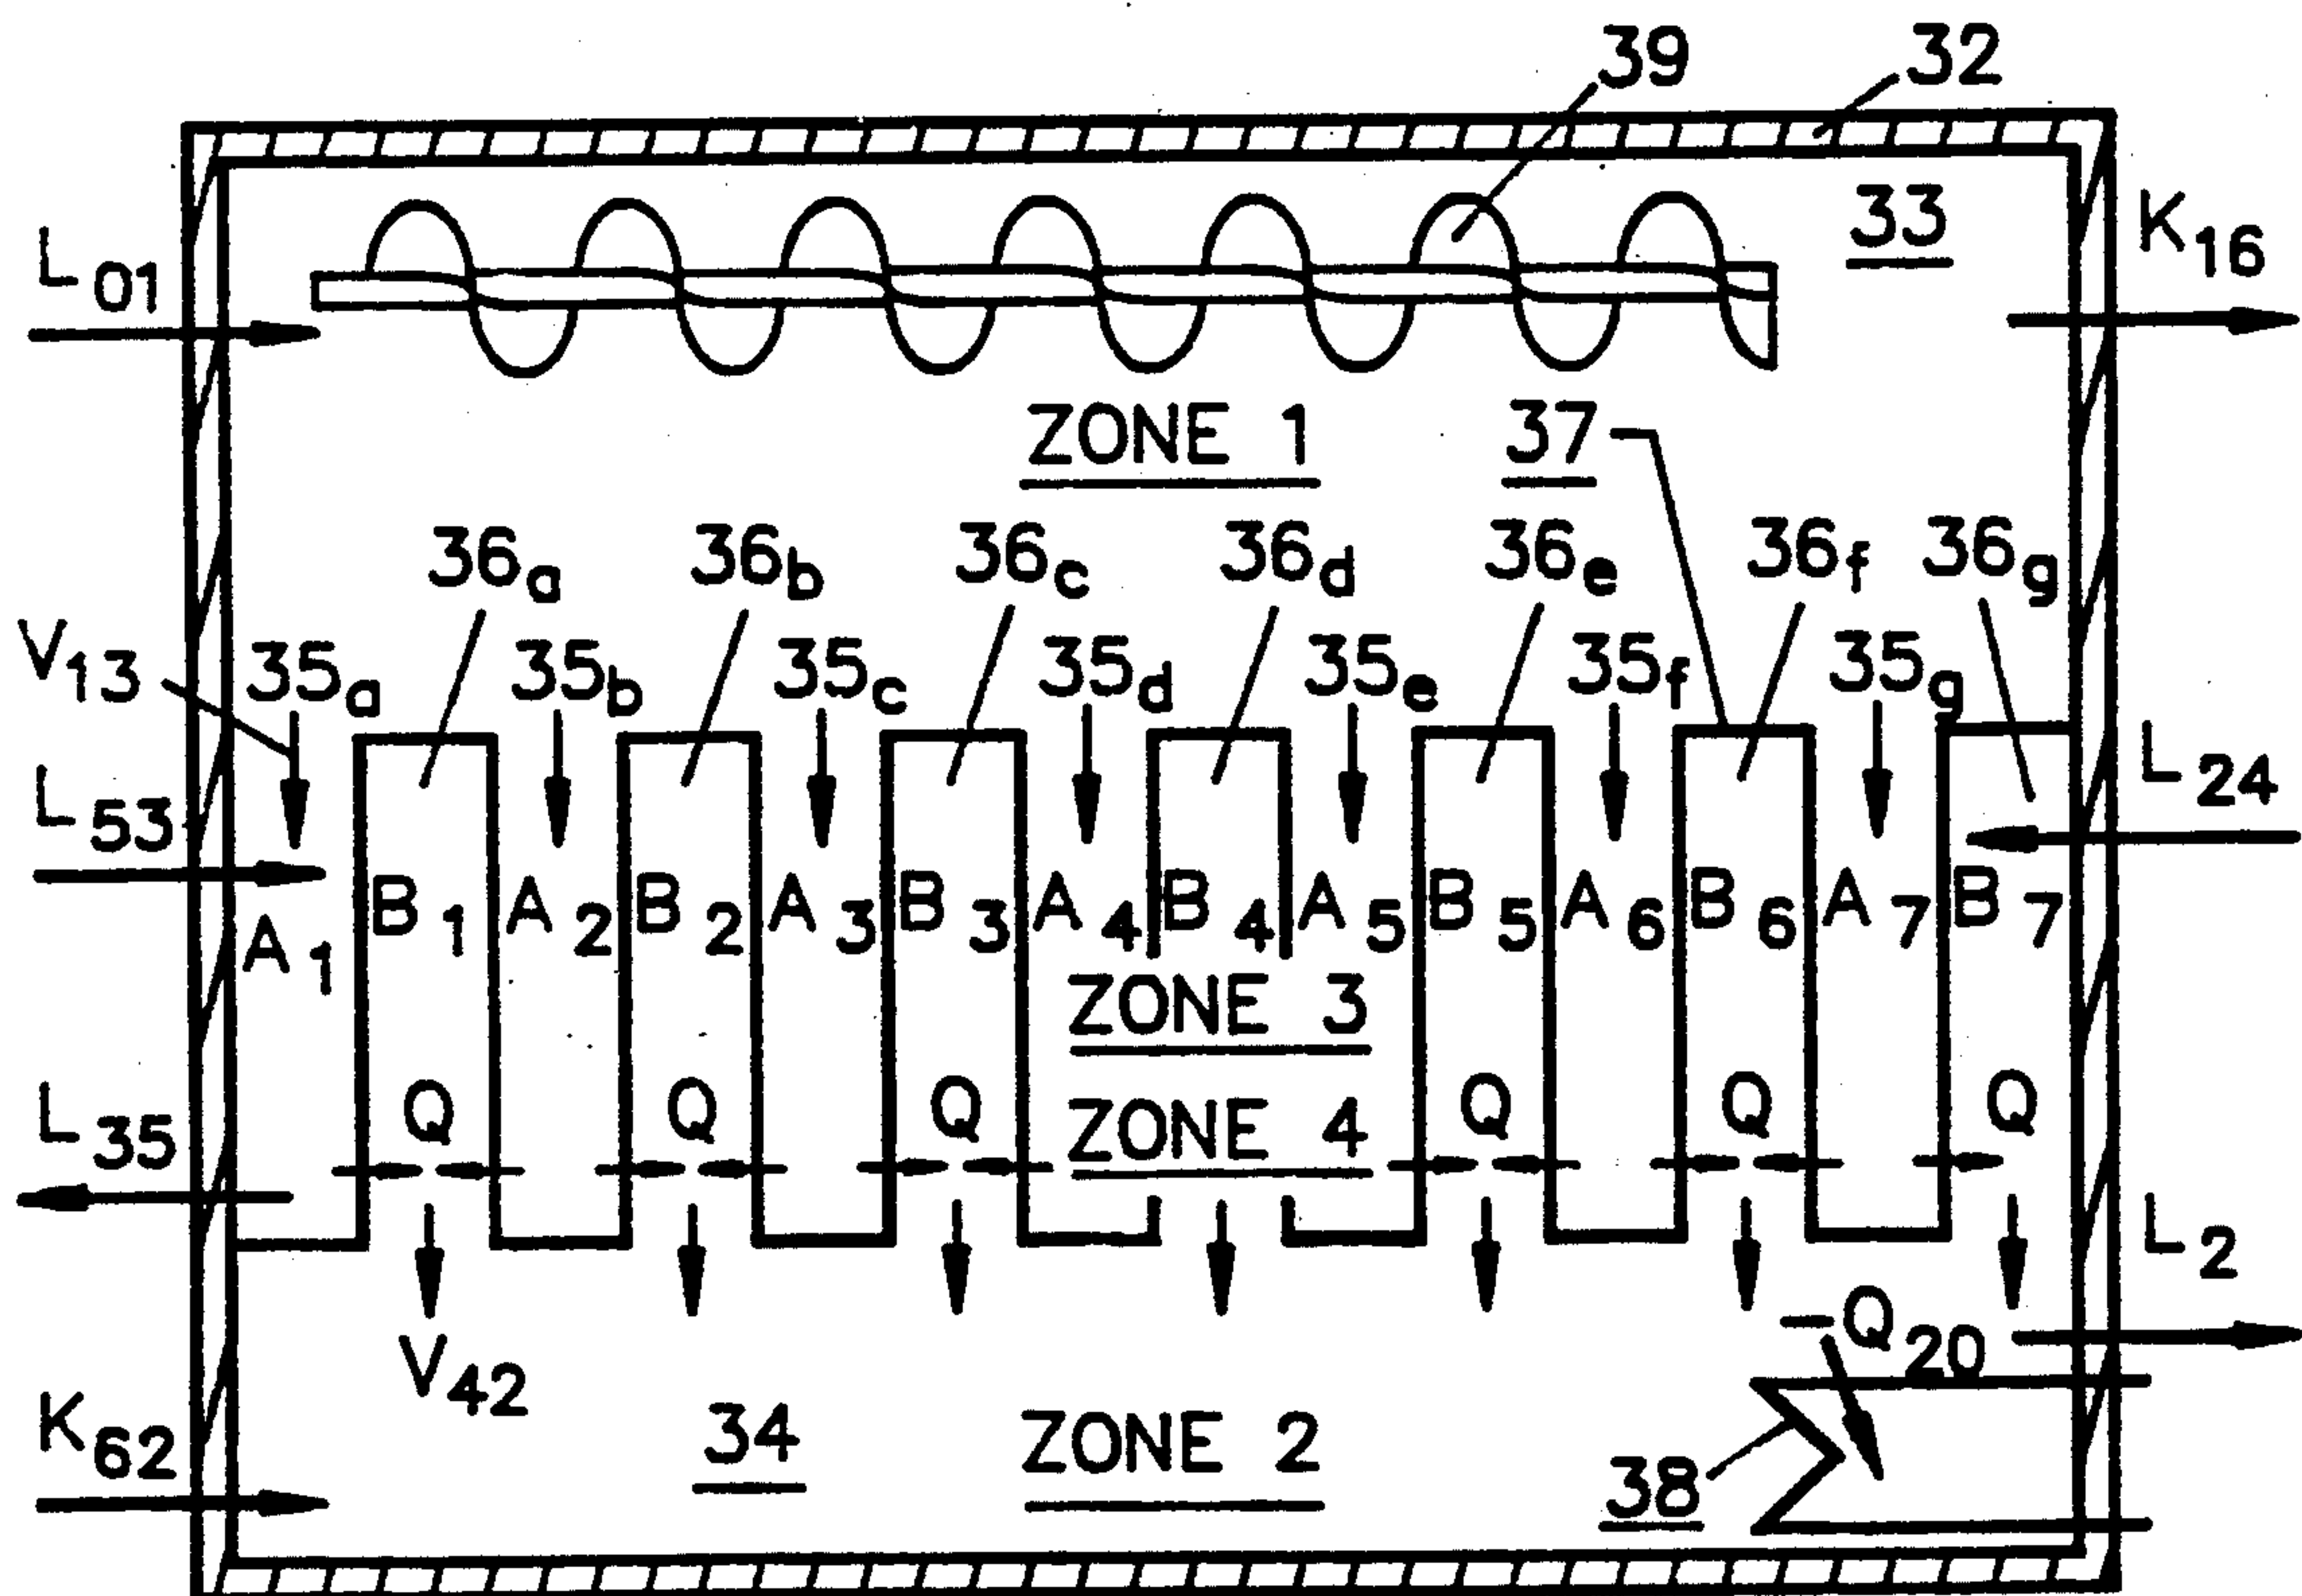 39 32
33
L01 K16
ZONE 1 37
36a 36b 36c 36d 36e 36f 36g
V13 35a 35b 35c 35d 35e 35f 35g
L53 L24
A1 B1 A2 B2 A3 B3 A4 B4 A5 B5 A6 B6 A7 B7
ZONE 3
L35 Q Q Q ZONE 4 Q Q Q
L2
V42 -Q20
K62 34 ZONE 2 38